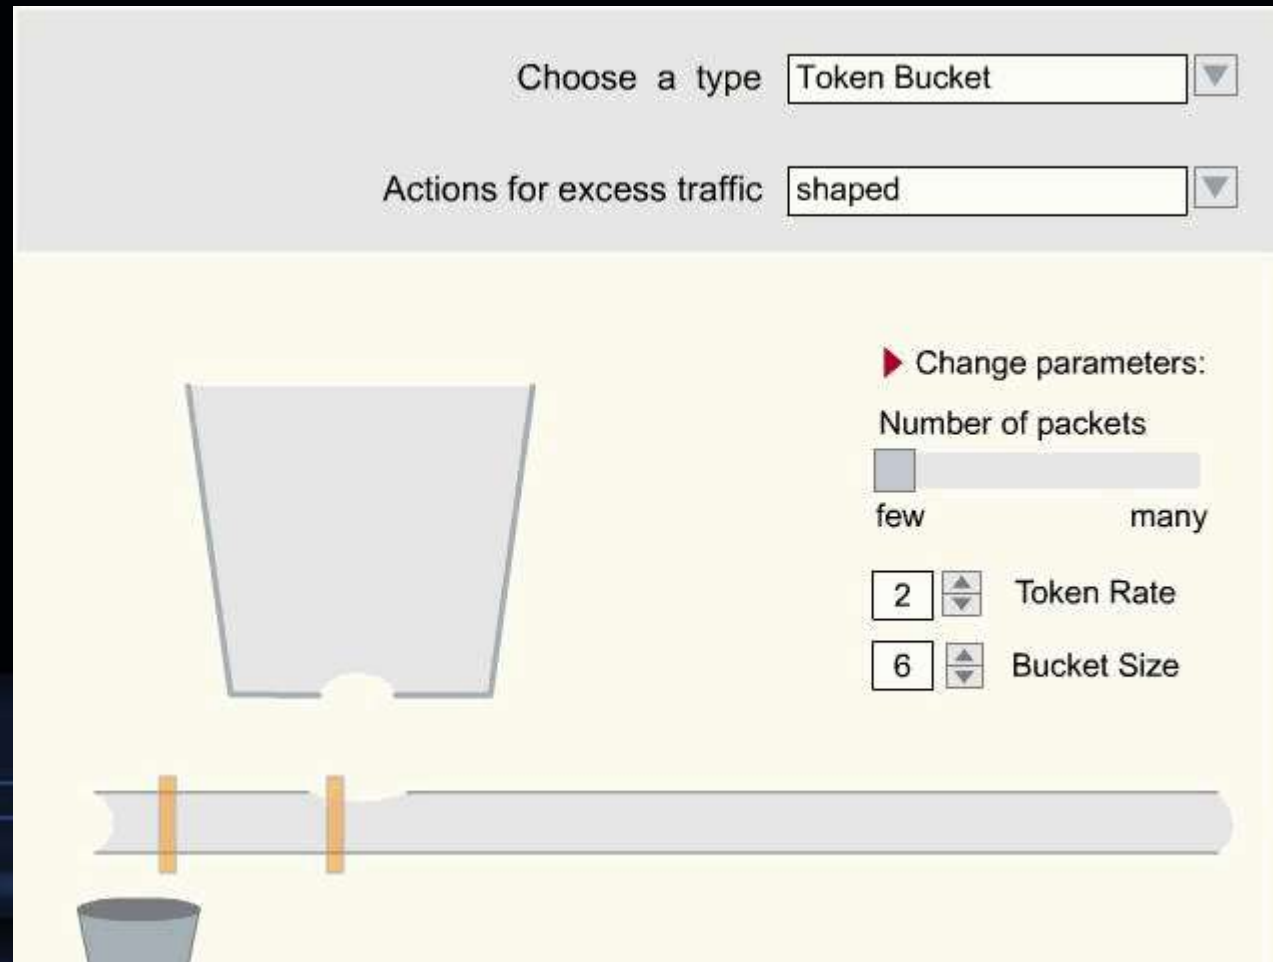 Choose a type Token Bucket
Actions for excess traffic shaped
Change parameters:
Number of packets
few many
2 Token Rate
6 Bucket Size